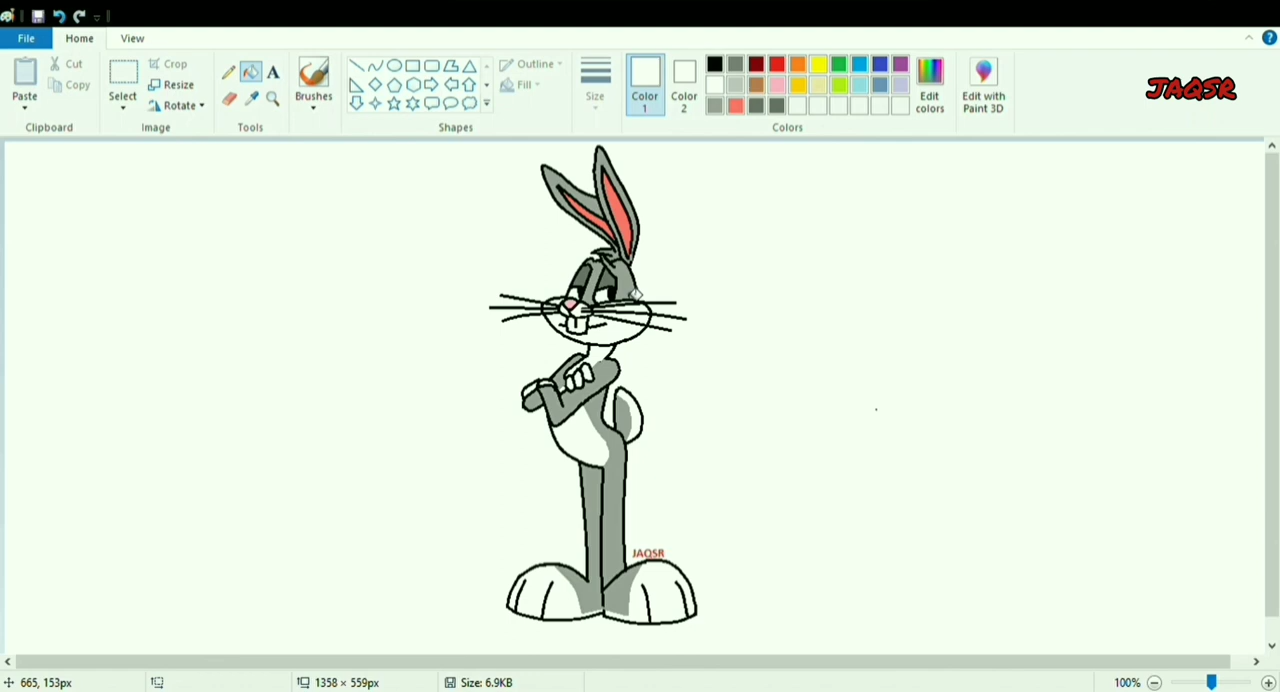 File Home View
Cut
Copy
Paste
Clipboard
Crop
Resize
Rotate
Select
Image
A
Tools
Brushes
Outline
Fill
Shapes
Size
Color 1
Color 2
Edit colors
Edit with Paint 3D
Colors
JAQSR
JAQSR
665, 153px
1358 × 559px
Size: 6.9KB
100%